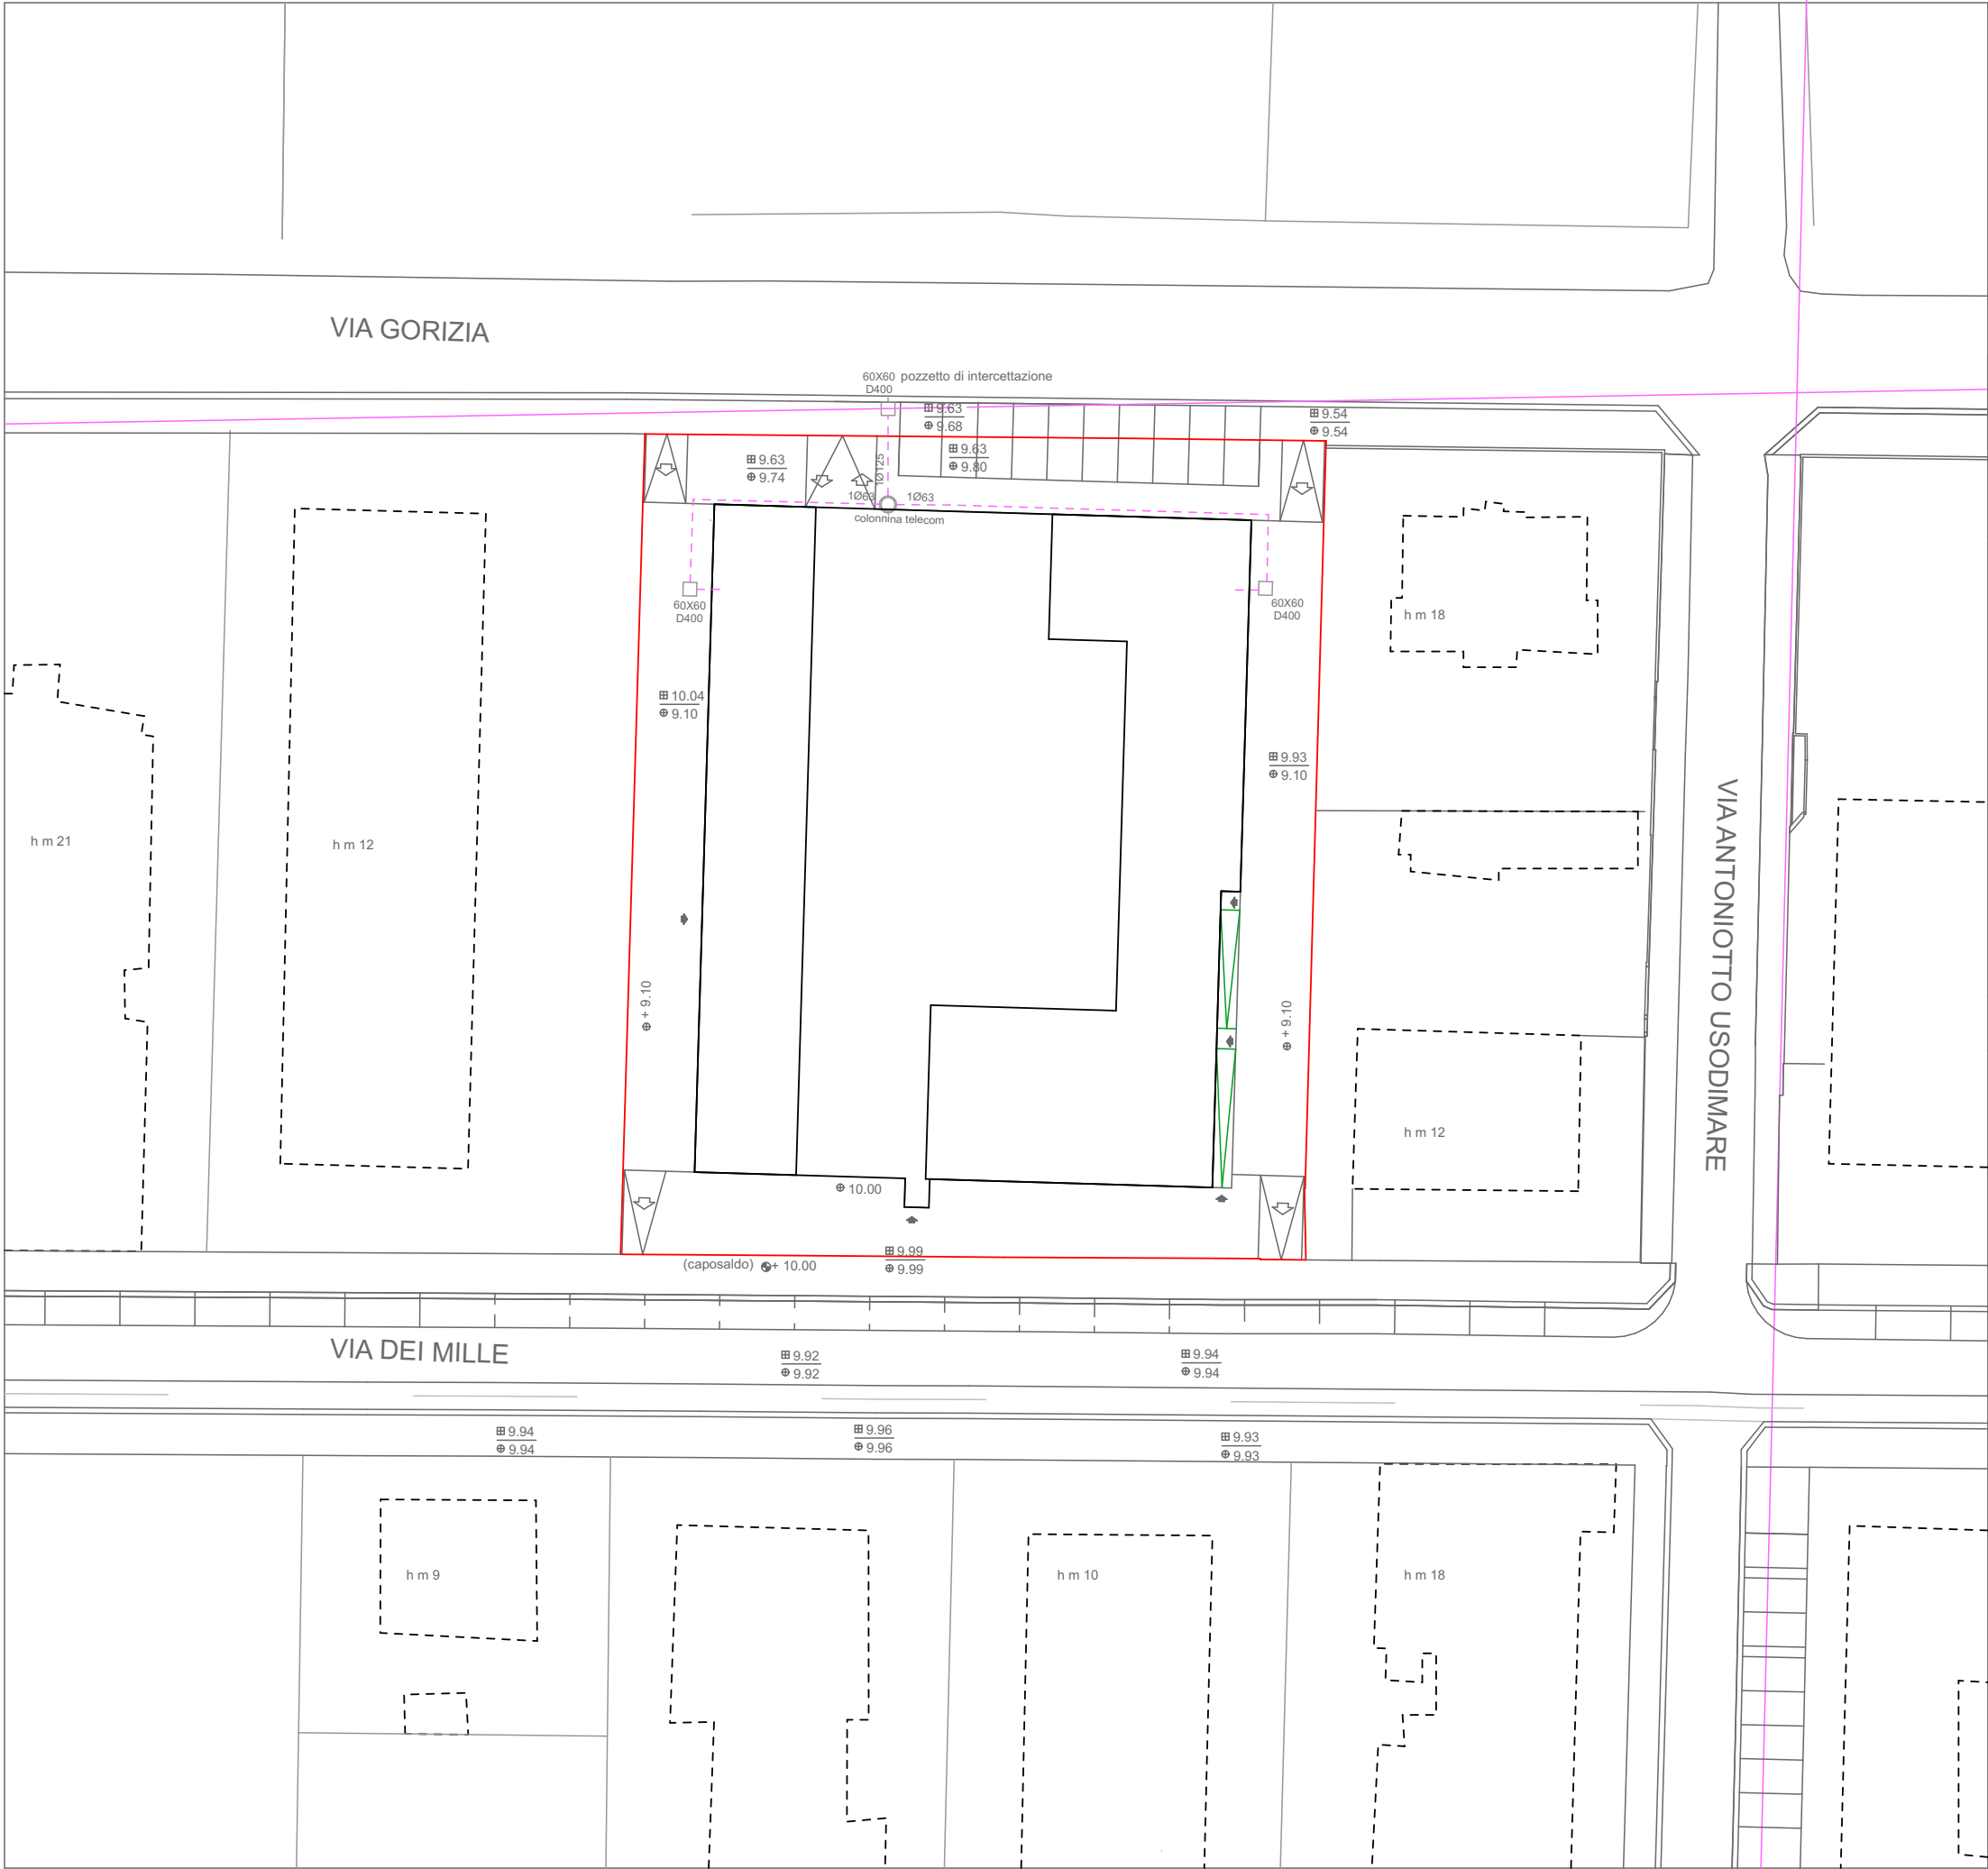 VIA GORIZIA
60X60 pozzetto di intercettazione
D400
9.63
9.68
9.54
9.54
9.63
9.74
9.63
9.80
1Ø125
1Ø63
1Ø63
colonnina telecom
60X60
D400
60X60
D400
h m 18
10.04
9.10
9.93
9.10
h m 21
h m 12
VIA ANTONIOTTO USODIMARE
+ 9.10
+ 9.10
h m 12
10.00
9.99
9.99
(caposaldo) + 10.00
VIA DEI MILLE
9.92
9.92
9.94
9.94
9.94
9.94
9.96
9.96
9.93
9.93
h m 9
h m 10
h m 18